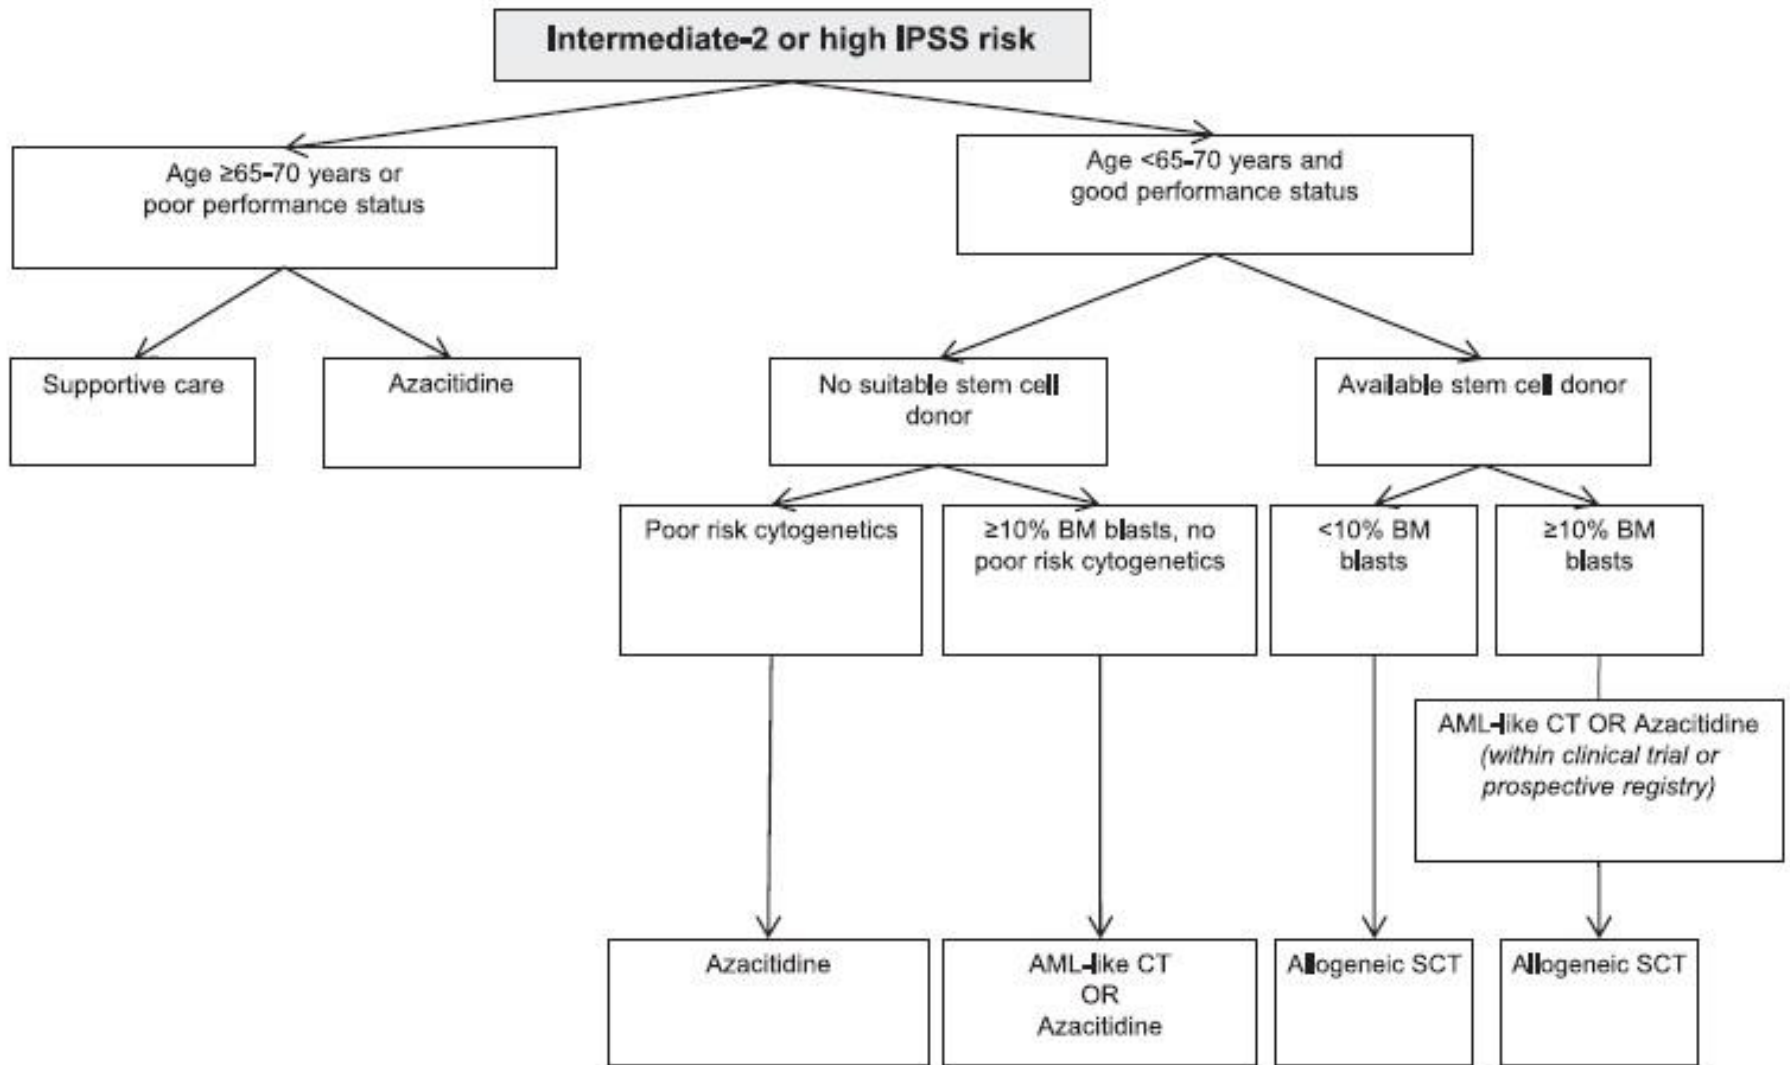 Intermediate-2 or high IPSS risk
Age ≥65-70 years or
poor performance status
Age <65-70 years and
good performance status
Supportive care
Azacitidine
No suitable stem cell
donor
Available stem cell donor
Poor risk cytogenetics
≥10% BM blasts, no
poor risk cytogenetics
<10% BM
blasts
≥10% BM
blasts
AML-like CT OR Azacitidine
(within clinical trial or
prospective registry)
Azacitidine
AML-like CT
OR
Azacitidine
Allogeneic SCT
Allogeneic SCT